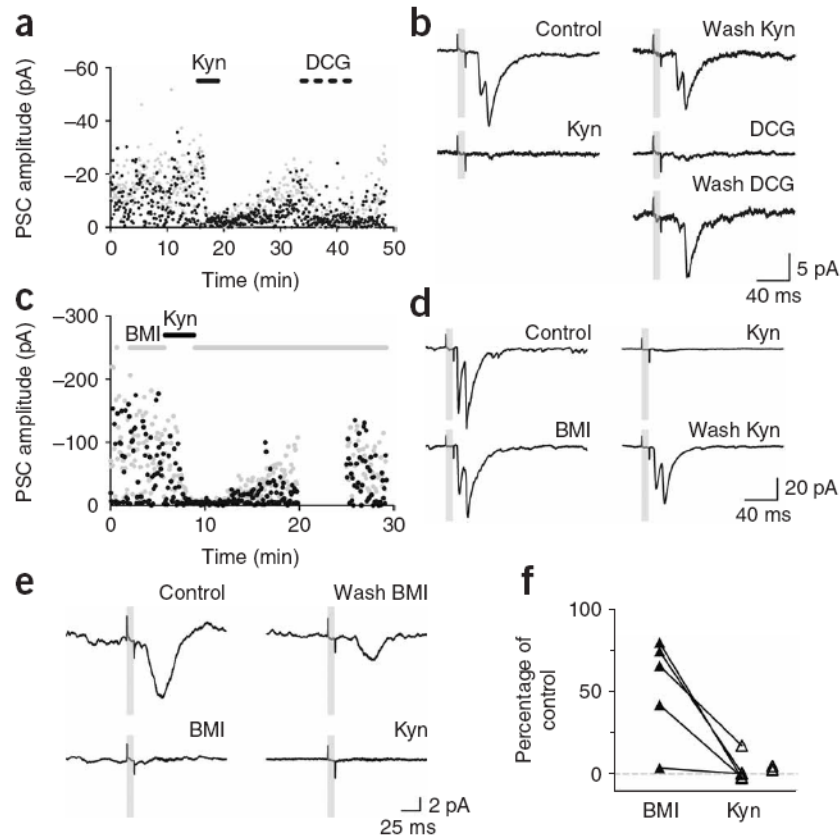 a
Kyn DCG
PSC amplitude (pA)
–60
–40
–20
0
0 10 20 30 40 50
Time (min)
b
Control Wash Kyn
Kyn DCG
Wash DCG
5 pA
40 ms
c
PSC amplitude (pA)
–300
–200
–100
0
BMI Kyn
0 10 20 30
Time (min)
d
Control Kyn
BMI Wash Kyn
20 pA
40 ms
e
Control Wash BMI
BMI Kyn
2 pA
25 ms
f
Percentage of
control
100
50
0
BMI Kyn